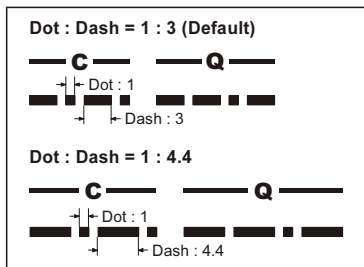 Dot : Dash = 1 : 3 (Default)
C Q
Dot : 1
Dash : 3
Dot : Dash = 1 : 4.4
C Q
Dot : 1
Dash : 4.4